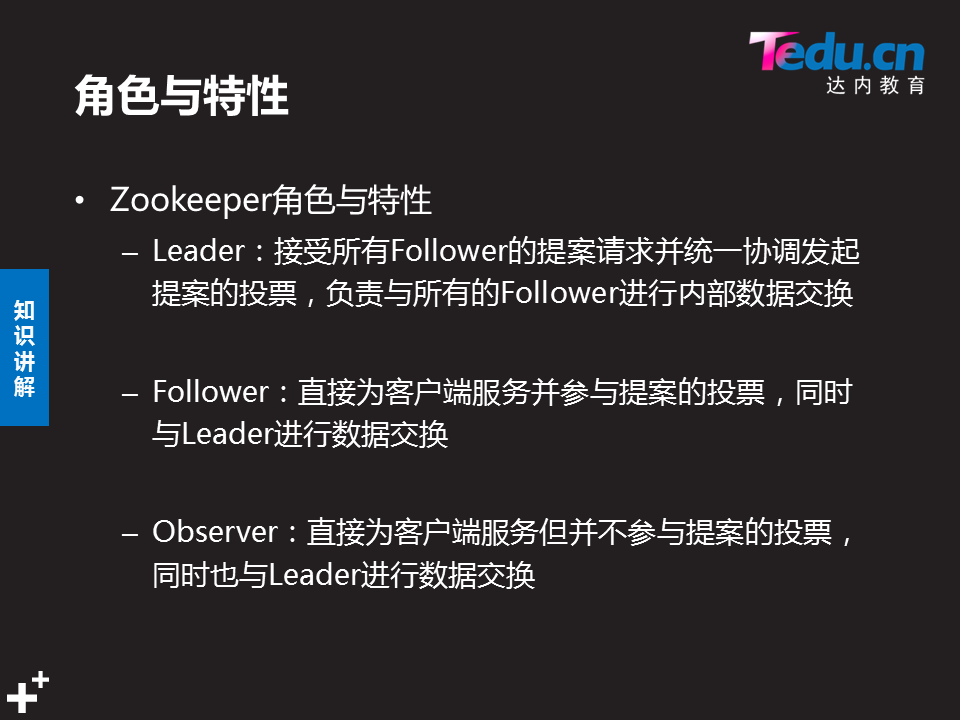 Tedu.cn
达内教育
角色与特性
• Zookeeper角色与特性
– Leader：接受所有Follower的提案请求并统一协调发起
提案的投票，负责与所有的Follower进行内部数据交换
知识讲解
– Follower：直接为客户端服务并参与提案的投票，同时
与Leader进行数据交换
– Observer：直接为客户端服务但并不参与提案的投票，
同时也与Leader进行数据交换